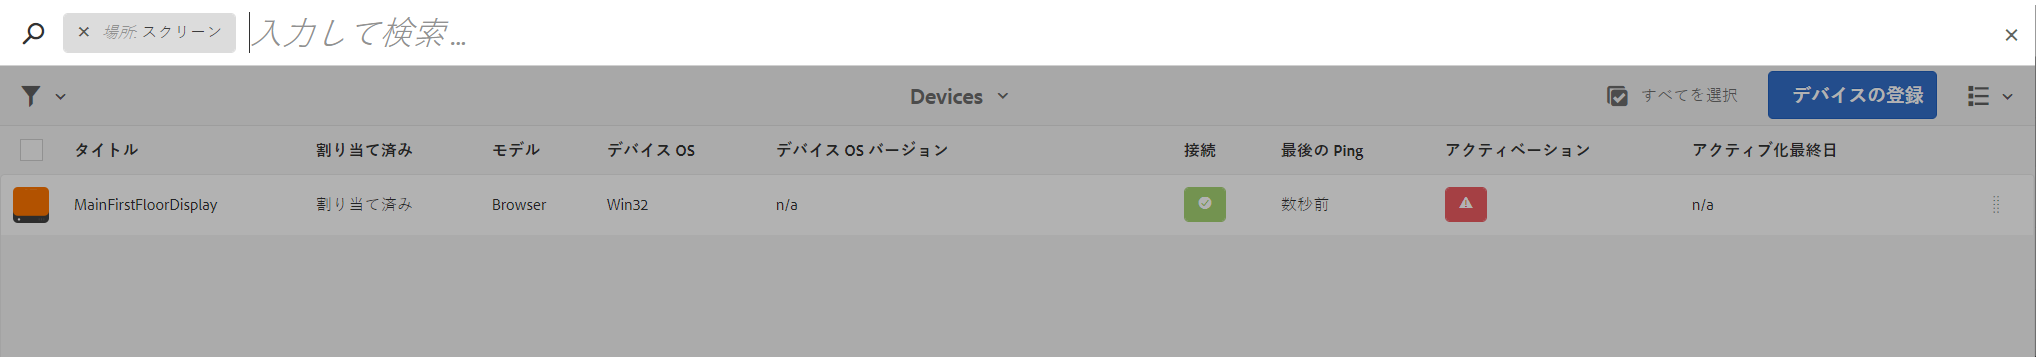 場所: スクリーン 入力して検索...
Devices すべてを選択 デバイスの登録
タイトル 割り当て済み モデル デバイス OS デバイス OS バージョン 接続 最後の Ping アクティベーション アクティブ化最終日
MainFirstFloorDisplay 割り当て済み Browser Win32 n/a 数秒前 n/a